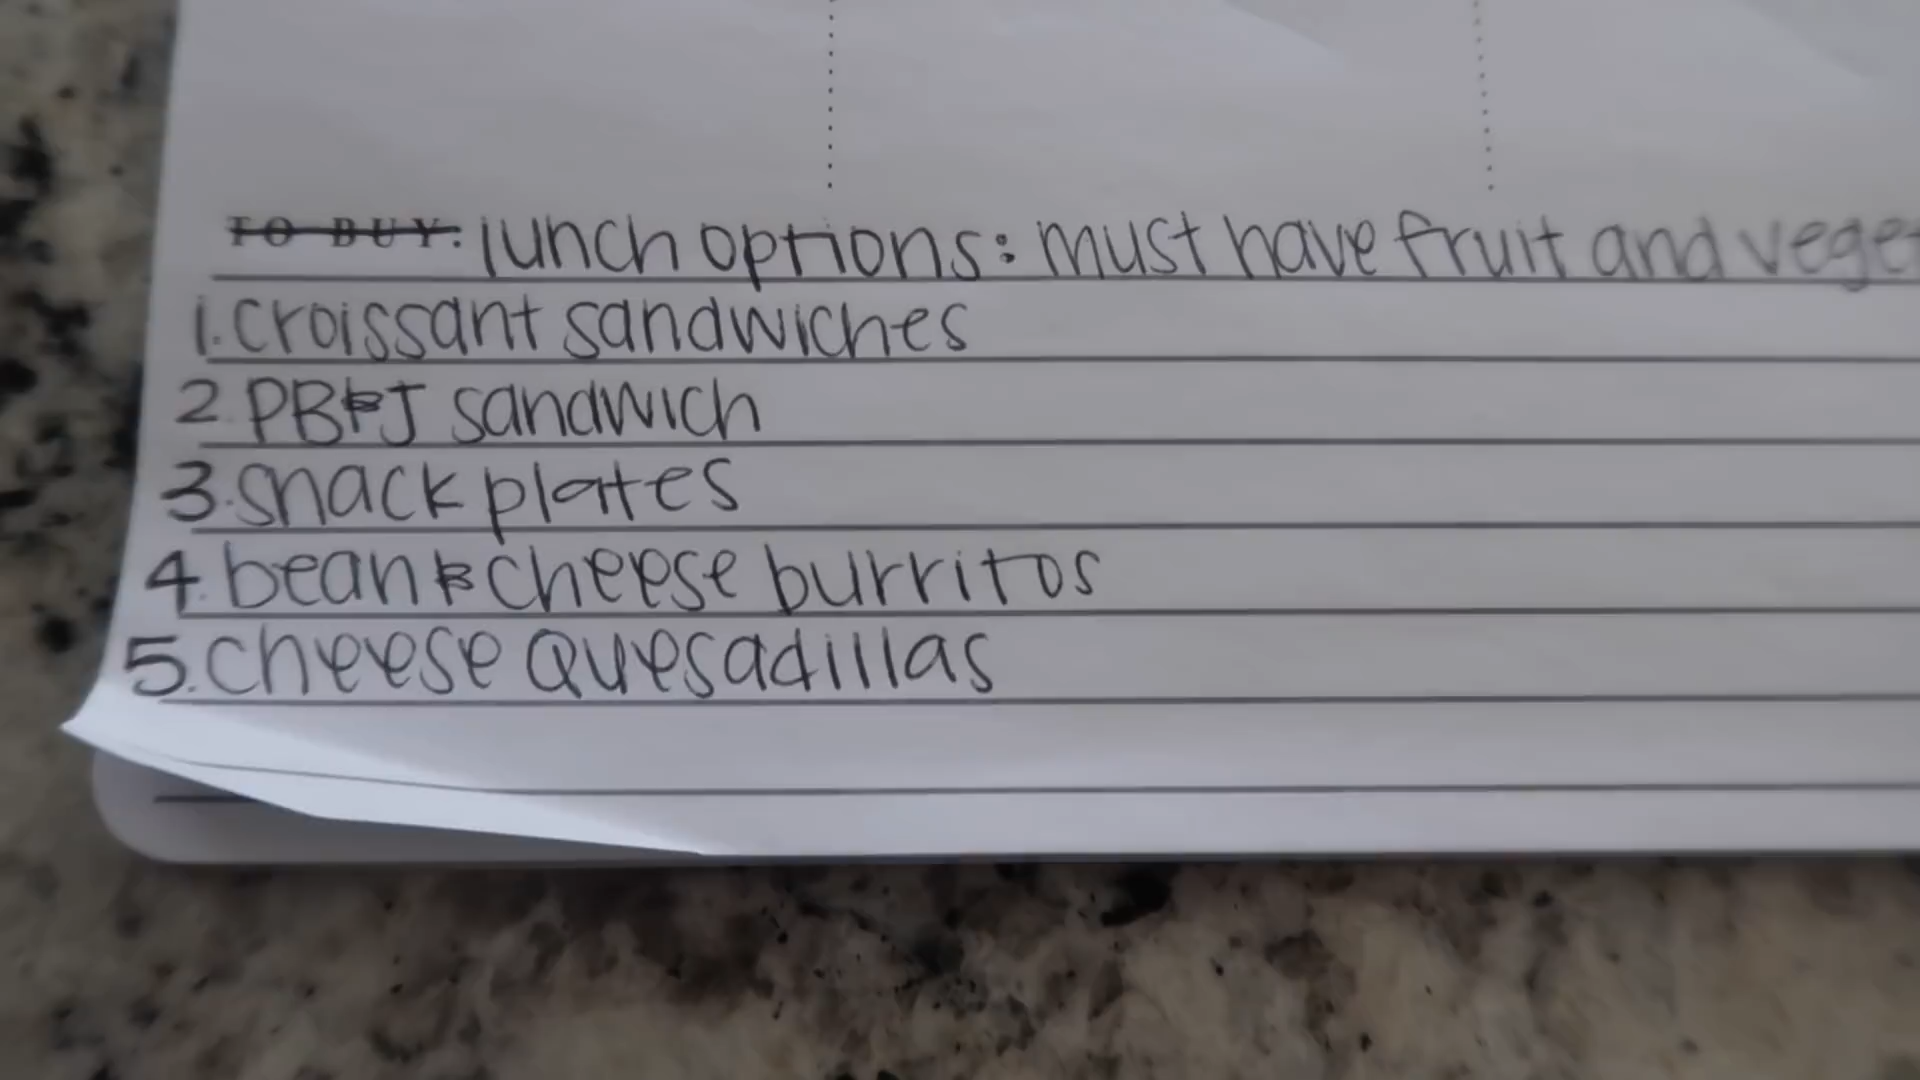 TO BUY: lunch options: must have fruit and veget
1. croissant sandwiches
2. PB&J sandwich
3. snack plates
4. bean & cheese burritos
5. cheese quesadillas